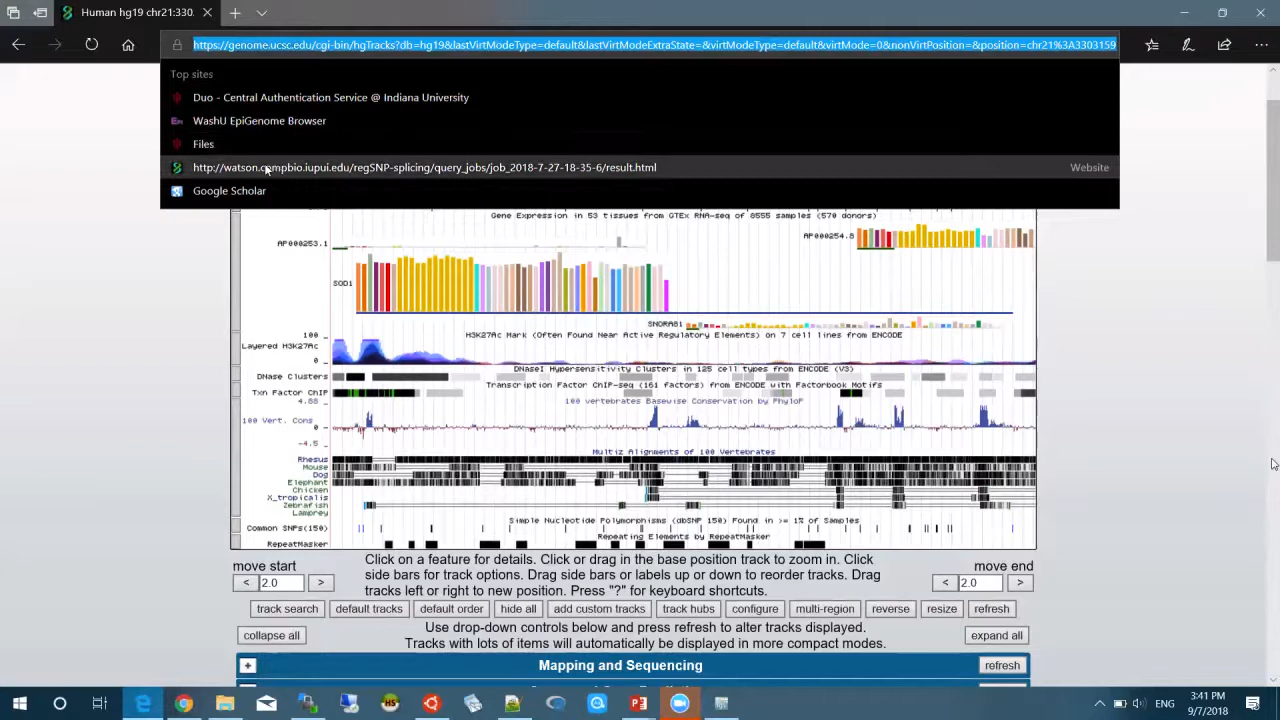 Human hg19 chr21:330.
https://genome.ucsc.edu/cgi-bin/hgTracks?db=hg19&lastVirtModeType=default&lastVirtModeExtraState=&virtModeType=default&virtMode=0&nonVirtPosition=&position=chr21%3A3303159
Top sites
Duo - Central Authentication Service @ Indiana University
WashU EpiGenome Browser
Files
http://watson.compbio.iupui.edu/regSNP-splicing/query_jobs/job_2018-7-27-18-35-6/result.html Website
Google Scholar
Gene Expression in 53 tissues from GTEx RNA-seq of 8555 samples (570 donors)
AP000253.1
AP000254.8
SOD1
SNORA81
H3K27Ac Mark (Often Found Near Active Regulatory Elements) on 7 cell lines from ENCODE
100 _
Layered H3K27Ac
0 _
DNaseI Hypersensitivity Clusters in 125 cell types from ENCODE (V3)
DNase Clusters
Transcription Factor ChIP-seq (161 factors) from ENCODE with Factorbook Motifs
Txn Factor ChIP
4.88 _
100 vertebrates Basewise Conservation by PhyloP
100 Vert. Cons
0 _
-4.5 _
Multiz Alignments of 100 Vertebrates
Rhesus
Mouse
Dog
Elephant
Chicken
X_tropicalis
Zebrafish
Lamprey
Simple Nucleotide Polymorphisms (dbSNP 150) Found in >= 1% of Samples
Common SNPs(150)
Repeating Elements by RepeatMasker
RepeatMasker
move start
< 2.0 >
Click on a feature for details. Click or drag in the base position track to zoom in. Click
side bars for track options. Drag side bars or labels up or down to reorder tracks. Drag
tracks left or right to new position. Press "?" for keyboard shortcuts.
move end
< 2.0 >
track search default tracks default order hide all add custom tracks track hubs configure multi-region reverse resize refresh
collapse all
Use drop-down controls below and press refresh to alter tracks displayed.
Tracks with lots of items will automatically be displayed in more compact modes.
expand all
+ Mapping and Sequencing refresh
ENG
3:41 PM
9/7/2018